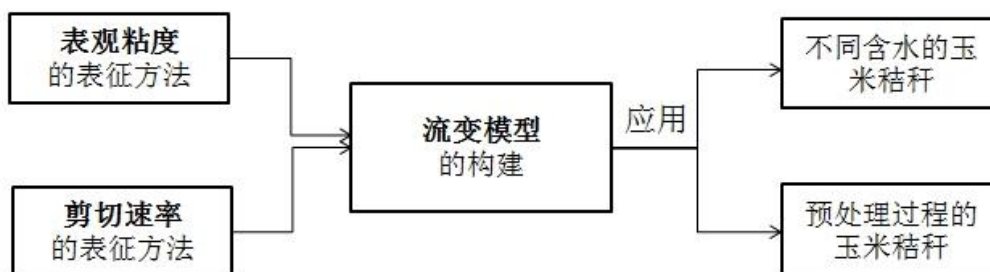 表观粘度
的表征方法
剪切速率
的表征方法
流变模型
的构建
应用
不同含水的玉
米秸秆
预处理过程的
玉米秸秆